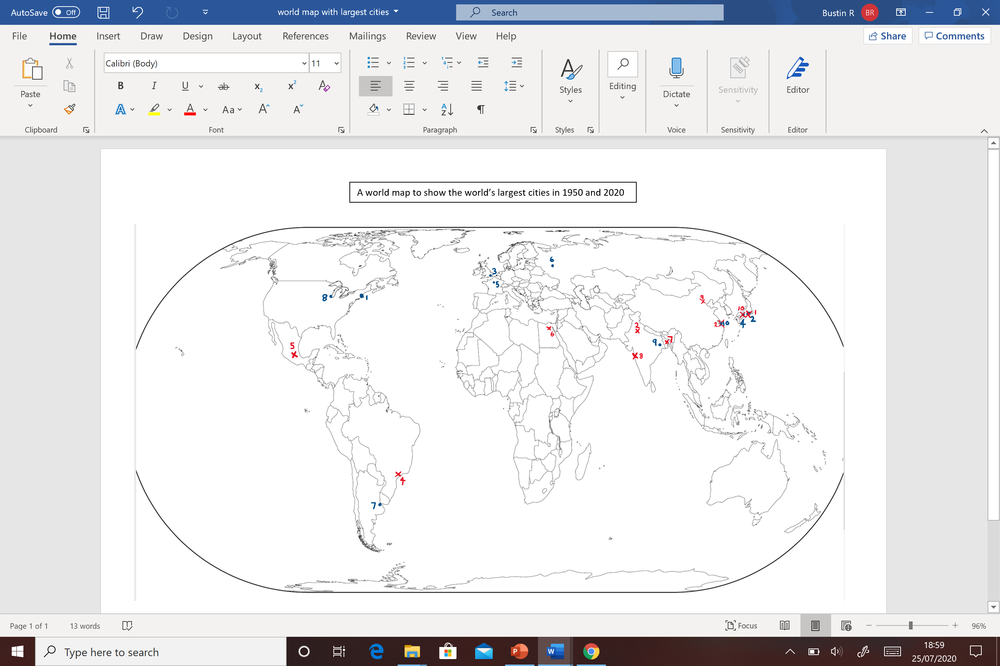 AutoSave Off world map with largest cities Search Bustin R BR
File Home Insert Draw Design Layout References Mailings Review View Help Share Comments
Calibri (Body) 11
Paste Styles Editing Dictate Sensitivity Editor
Clipboard Font Paragraph Styles Voice Sensitivity Editor
A world map to show the world's largest cities in 1950 and 2020
6
3
5
8 1
9
10 1
2
2 10 4
2
6
9 7
5
8
4
7
Page 1 of 1 13 words Focus 96%
Type here to search
18:59
25/07/2020